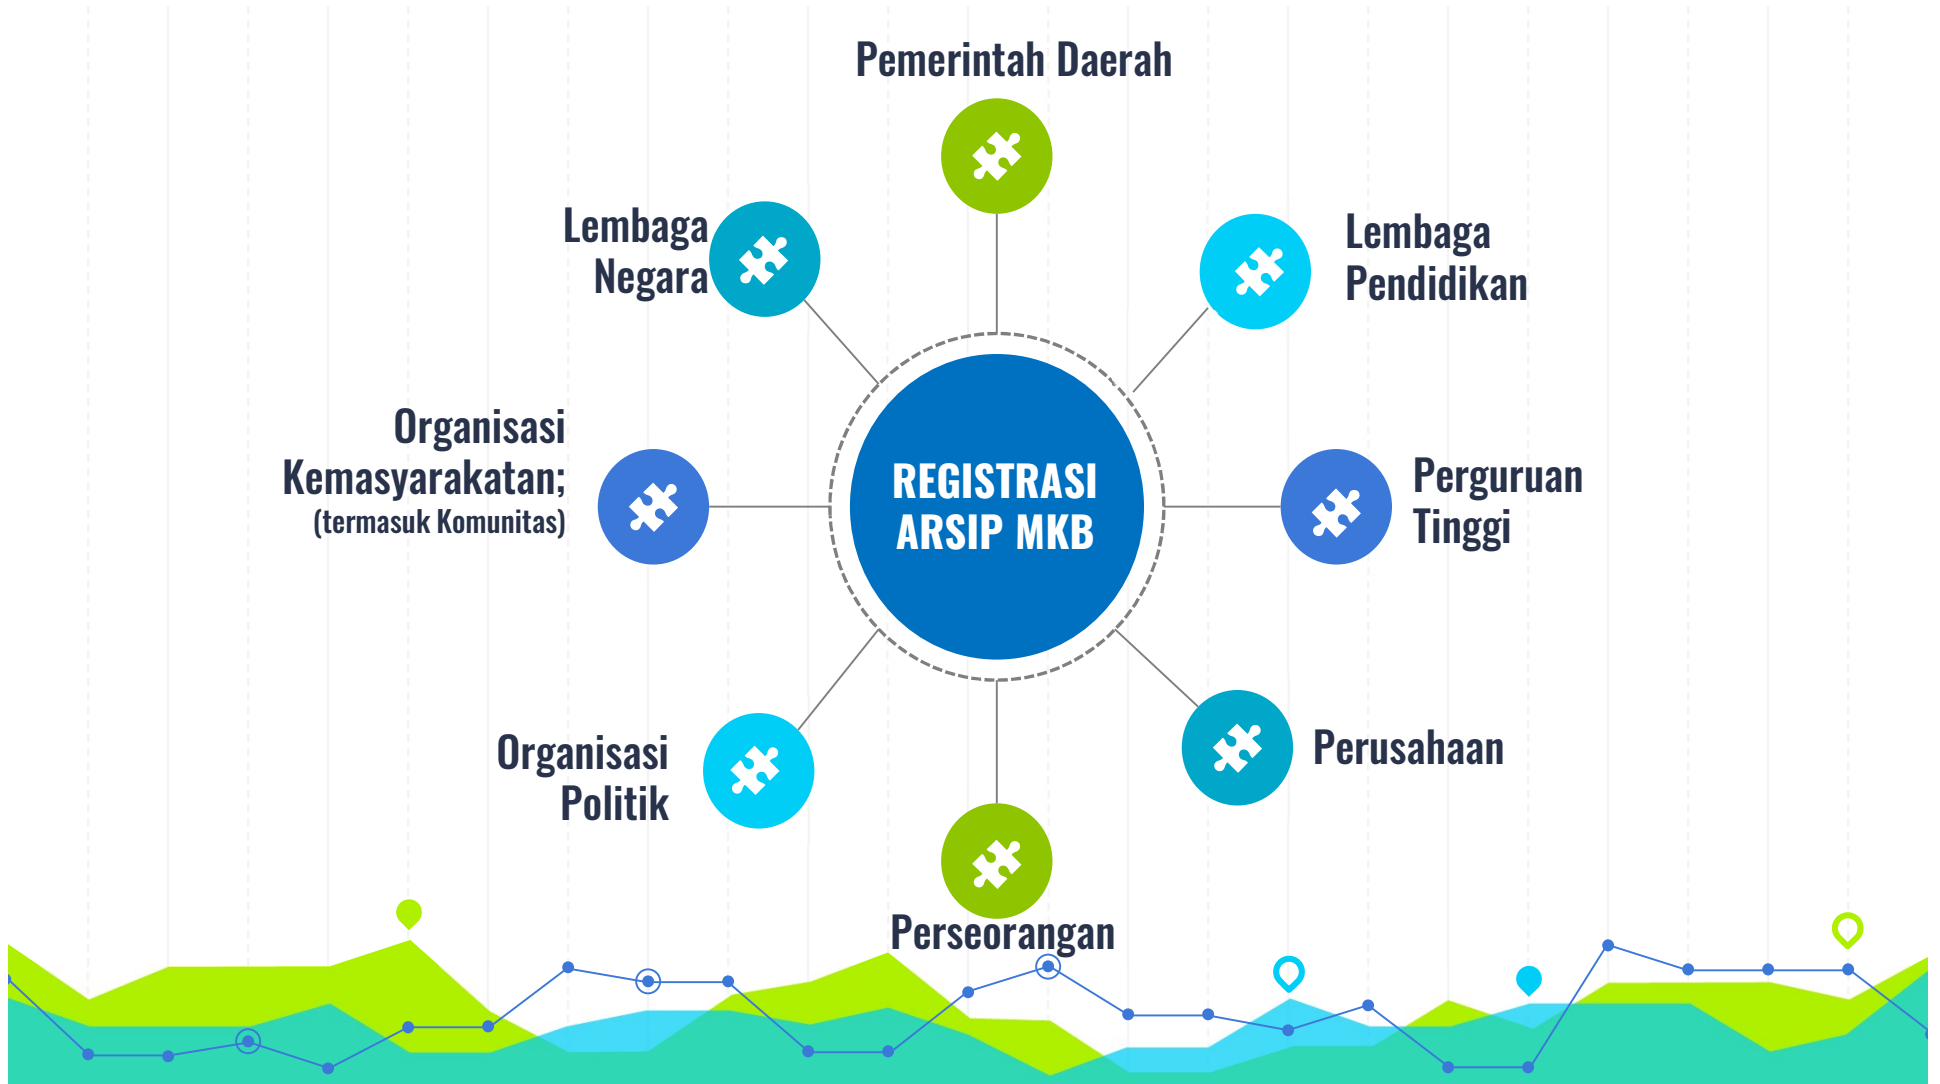 Pemerintah Daerah
Lembaga
Negara
Lembaga
Pendidikan
Organisasi
Kemasyarakatan;
(termasuk Komunitas)
REGISTRASI
ARSIP MKB
Perguruan
Tinggi
Organisasi
Politik
Perusahaan
Perseorangan